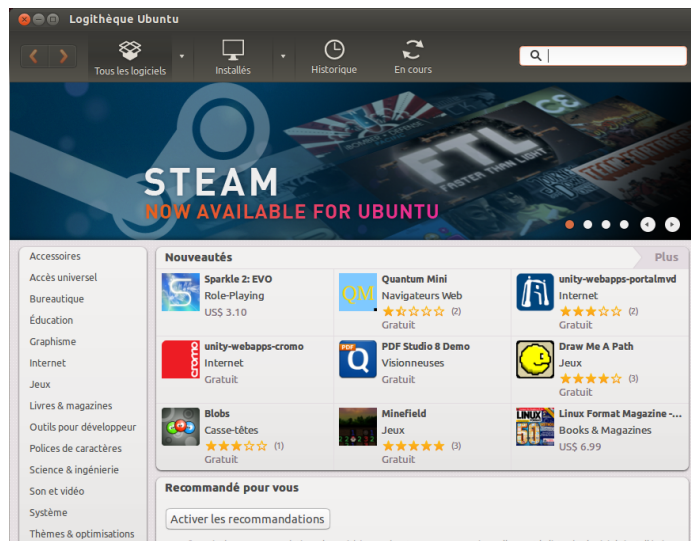 Logithèque Ubuntu
Tous les logiciels
Installés
Historique
En cours
FTL
FASTER THAN LIGHT
STEAM
NOW AVAILABLE FOR UBUNTU
Accessoires
Accès universel
Bureautique
Éducation
Graphisme
Internet
Jeux
Livres & magazines
Outils pour développeur
Polices de caractères
Science & ingénierie
Son et vidéo
Système
Thèmes & optimisations
Nouveautés
Plus
Sparkle 2: EVO
Role-Playing
US$ 3.10
QM
Quantum Mini
Navigateurs Web
(2)
Gratuit
unity-webapps-portalmvd
Internet
(2)
Gratuit
cromo
unity-webapps-cromo
Internet
Gratuit
PDF
Q
PDF Studio 8 Demo
Visionneuses
Gratuit
Draw Me A Path
Jeux
(3)
Gratuit
Blobs
Casse-têtes
(1)
Gratuit
Minefield
Jeux
(3)
Gratuit
LINUX
50
Linux Format Magazine -...
Books & Magazines
US$ 6.99
Recommandé pour vous
Activer les recommandations